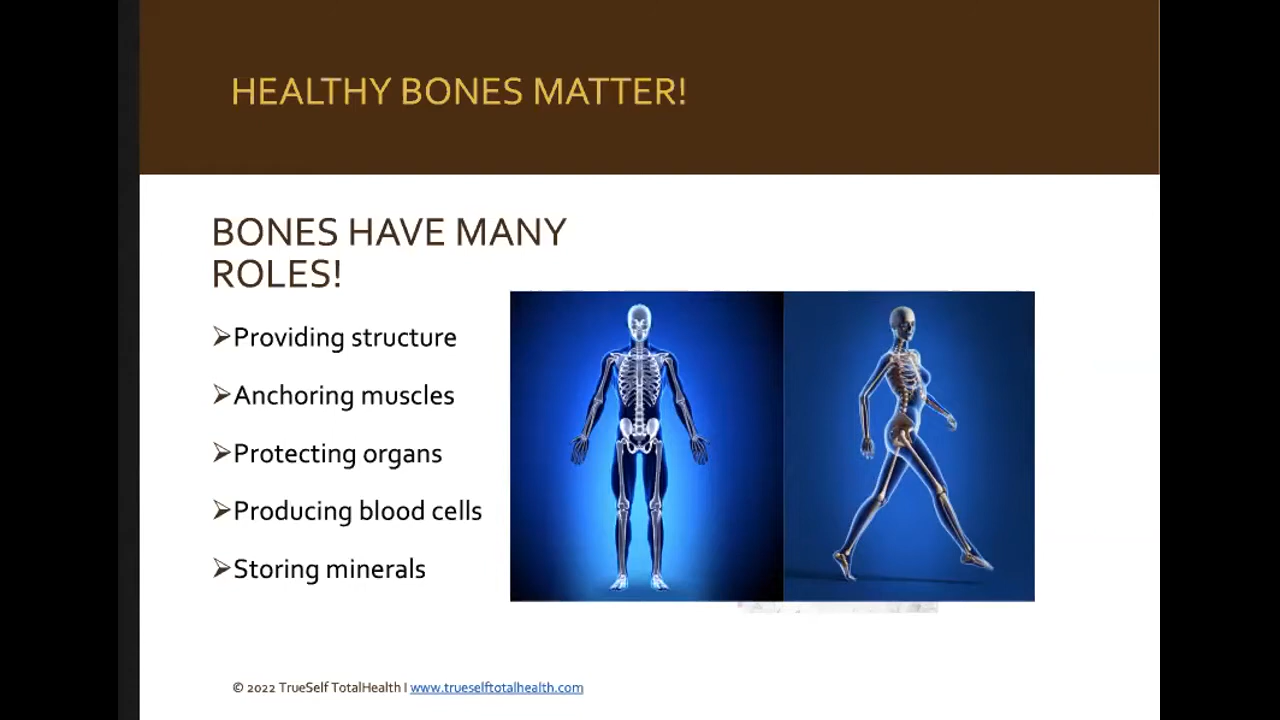 HEALTHY BONES MATTER!
BONES HAVE MANY
ROLES!
➢Providing structure
➢Anchoring muscles
➢Protecting organs
➢Producing blood cells
➢Storing minerals
© 2022 TrueSelf TotalHealth I www.trueselftotalhealth.com